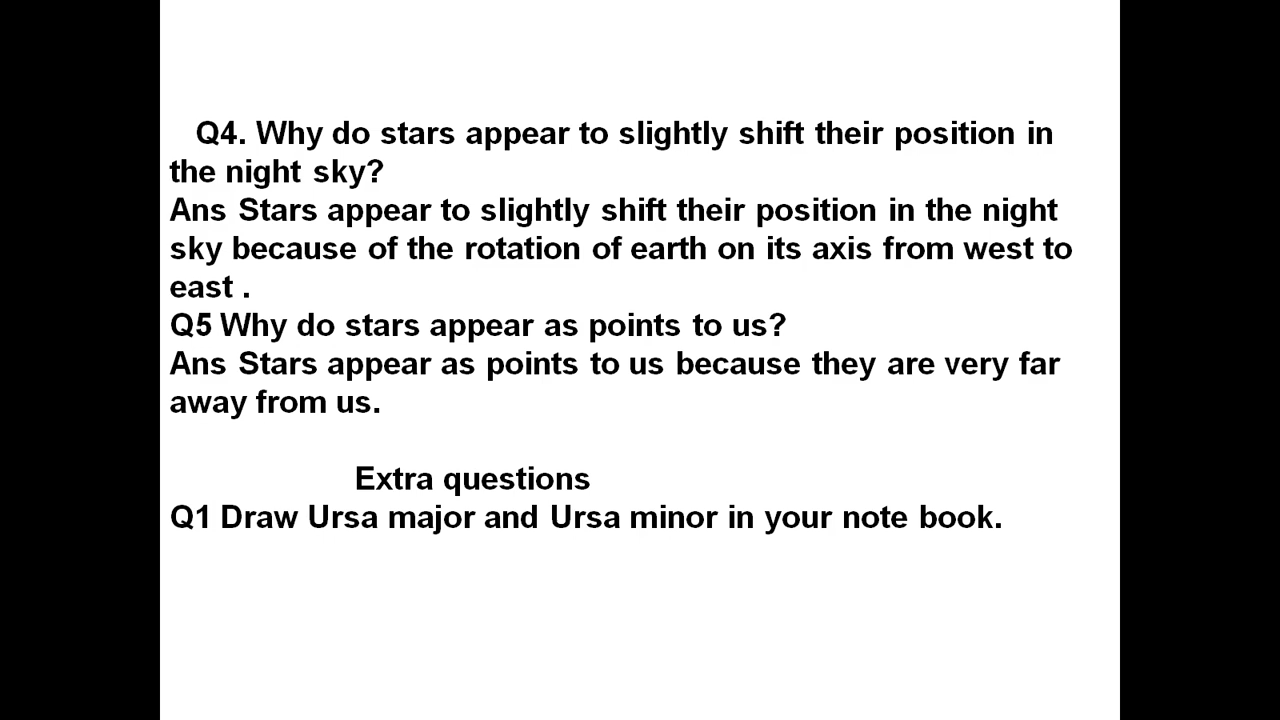 Q4. Why do stars appear to slightly shift their position in
the night sky?
Ans Stars appear to slightly shift their position in the night
sky because of the rotation of earth on its axis from west to
east .
Q5 Why do stars appear as points to us?
Ans Stars appear as points to us because they are very far
away from us.
Extra questions
Q1 Draw Ursa major and Ursa minor in your note book.